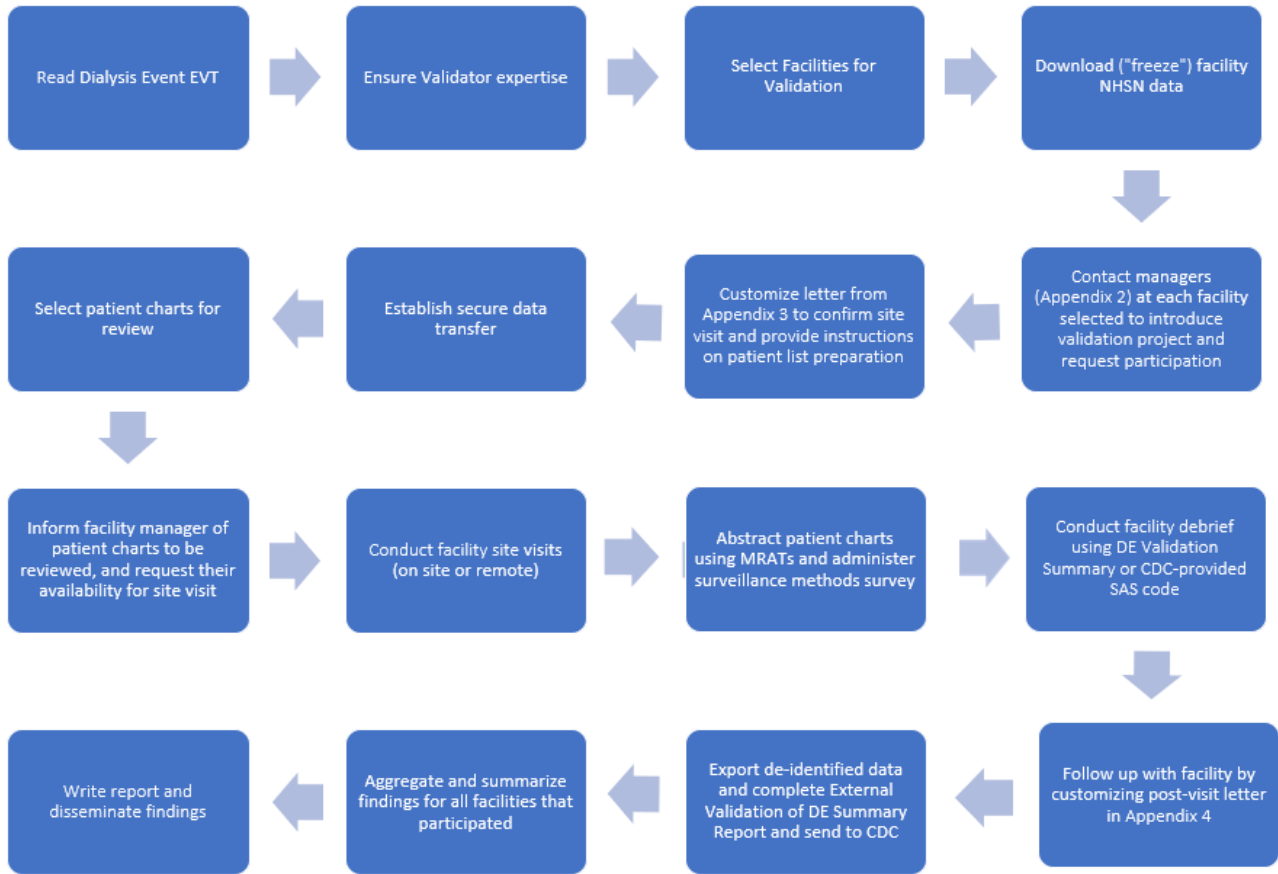 Read Dialysis Event EVT
Ensure Validator expertise
Select Facilities for
Validation
Download ("freeze") facility
NHSN data
Contact managers
(Appendix 2) at each facility
selected to introduce
validation project and
request participation
Customize letter from
Appendix 3 to confirm site
visit and provide instructions
on patient list preparation
Establish secure data
transfer
Select patient charts for
review
Inform facility manager of
patient charts to be
reviewed, and request their
availability for site visit
Conduct facility site visits
(on site or remote)
Abstract patient charts
using MRATs and administer
surveillance methods survey
Conduct facility debrief
using DE Validation
Summary or CDC-provided
SAS code
Follow up with facility by
customizing post-visit letter
in Appendix 4
Export de-identified data
and complete External
Validation of DE Summary
Report and send to CDC
Aggregate and summarize
findings for all facilities that
participated
Write report and
disseminate findings